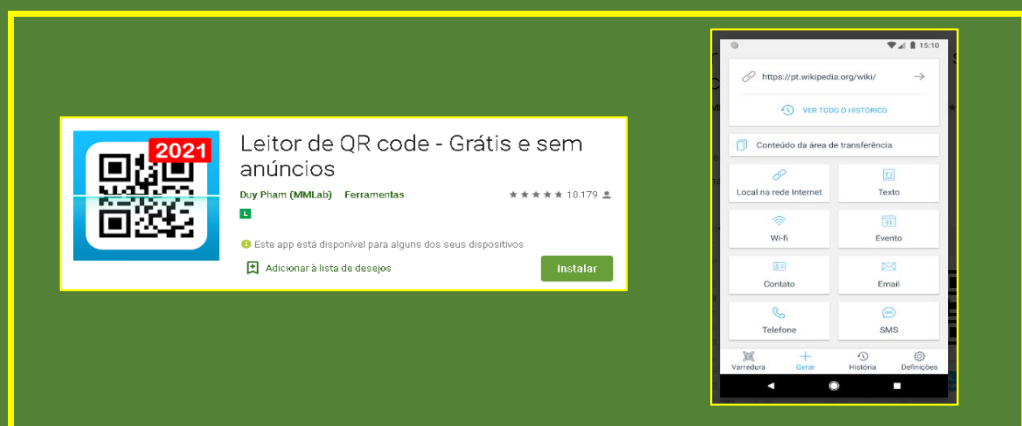 2021
Leitor de QR code - Grátis e sem
anúncios
Duy Pham (MMLab) Ferramentas
10.179
L
Este app está disponível para alguns dos seus dispositivos
Adicionar à lista de desejos
Instalar
15:10
https://pt.wikipedia.org/wiki/
VER TODO O HISTÓRICO
Conteúdo da área de transferência
Local na rede Internet Texto
Wi-fi Evento
Contato Email
Telefone SMS
Varredura Gerar História Definições